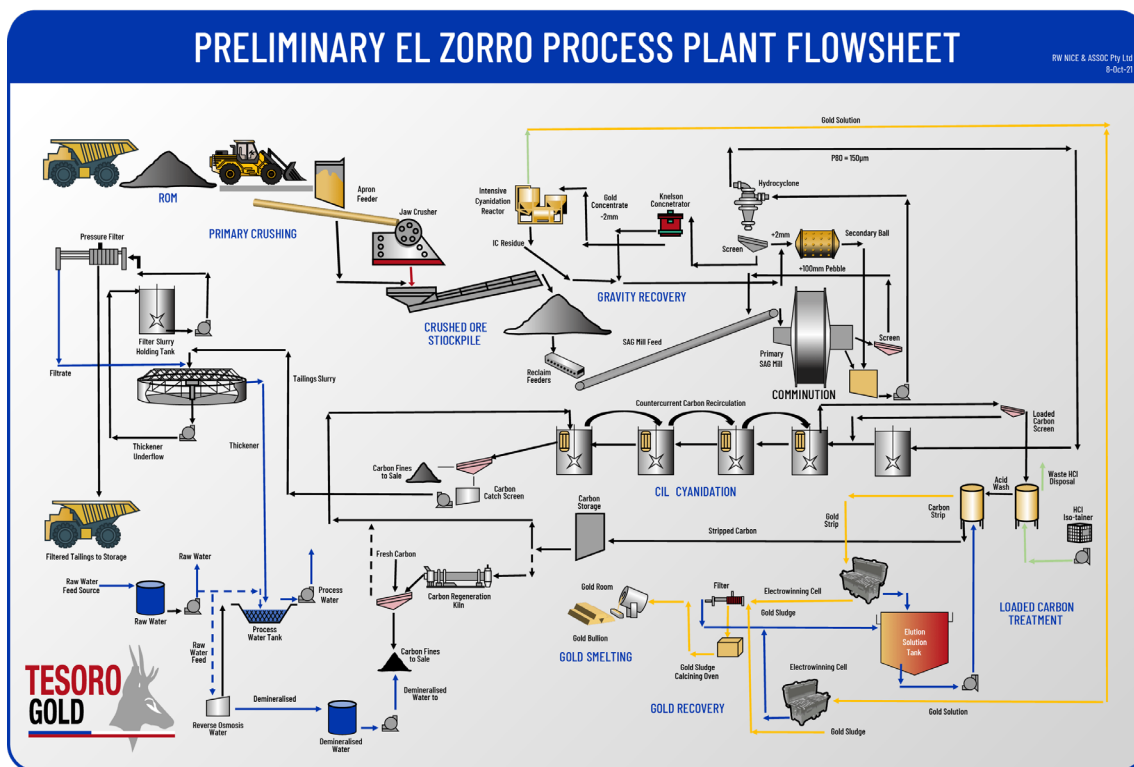 PRELIMINARY EL ZORRO PROCESS PLANT FLOWSHEET
RW NICE & ASSOC Pty Ltd
8-Oct-21
Gold Solution
P80 = 150µm
Hydrocyclone
Apron
Feeder
Intensive
Cyanidation
Reactor
Gold
Concentrate
-2mm
Knelson
Concnetrator
ROM
Jaw Crusher
PRIMARY CRUSHING
Pressure Filter
Screen
+2mm
Secondary Ball
IC Residue
+100mm Pebble
GRAVITY RECOVERY
CRUSHED ORE
STIOCKPILE
Filter Slurry
Holding Tank
SAG Mill Feed
Screen
Primary
SAG Mill
Reclaim
Feeders
Filtrate
Tailings Slurry
COMMINUTION
Countercurrent Carbon Recirculation
Loaded
Carbon
Screen
Thickener
Underflow
Thickener
Carbon Fines
to Sale
Carbon
Catch Screen
CIL CYANIDATION
Acid
Wash
Waste HCl
Disposal
Carbon
Strip
HCl
Iso-tainer
Gold
Strip
Carbon
Storage
Stripped Carbon
Filtered Tailings to Storage
Raw Water
Fresh Carbon
Raw Water
Feed Source
Process
Water
Carbon Regeneration
Kiln
Raw Water
Process
Water Tank
Gold Room
Filter
Electrowinning Cell
Gold Sludge
LOADED CARBON
TREATMENT
Elution
Solution
Tank
Gold Bullion
Raw
Water
Feed
Carbon Fines
to Sale
GOLD SMELTING
Gold Sludge
Calcining Oven
Electrowinning Cell
TESORO
GOLD
Demineralised
Demineralised
Water to
GOLD RECOVERY
Gold Solution
Reverse Osmosis
Water
Demineralised
Water
Gold Sludge